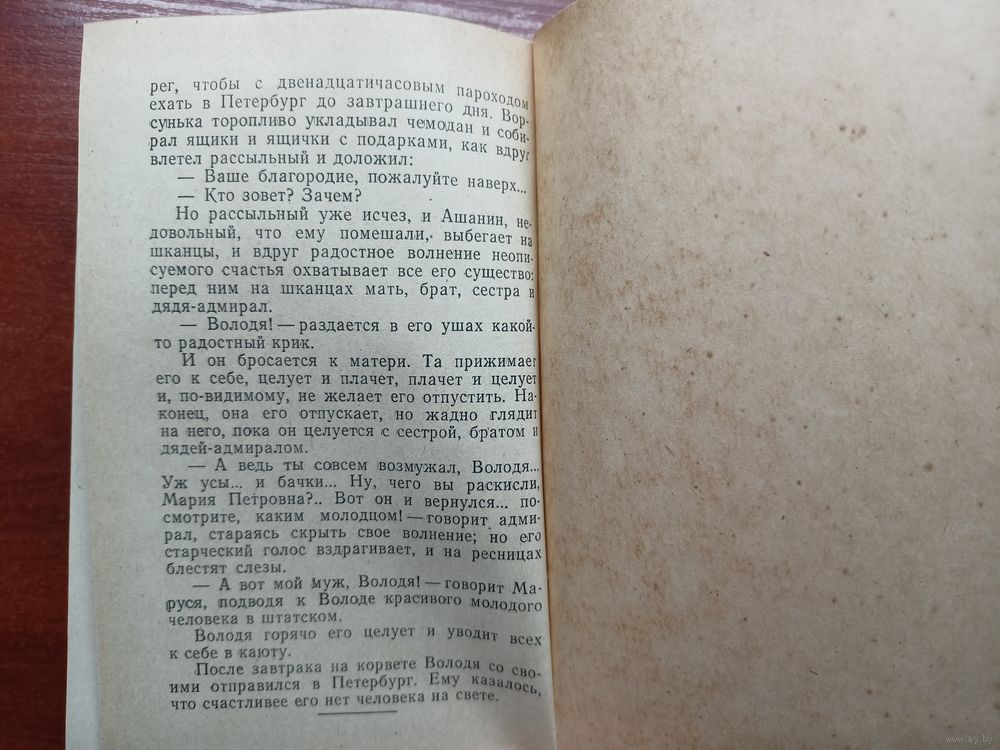 рег, чтобы с двенадцатичасовым пароходом
ехать в Петербург до завтрашнего дня. Вор-
сунька торопливо укладывал чемодан и соби-
рал ящики и ящички с подарками, как вдруг
влетел рассыльный и доложил:
— Ваше благородие, пожалуйте наверх...
— Кто зовет? Зачем?
Но рассыльный уже исчез, и Ашанин, не-
довольный, что ему помешали, выбегает на
шканцы, и вдруг радостное волнение неопи-
суемого счастья охватывает все его существо:
перед ним на шканцах мать, брат, сестра и
дядя-адмирал.
— Володя! — раздается в его ушах какой-
то радостный крик.
И он бросается к матери. Та прижимает
его к себе, целует и плачет, плачет и целует
и, по-видимому, не желает его отпустить. На-
конец, она его отпускает, но жадно глядит
на него, пока он целуется с сестрой, братом и
дядей-адмиралом.
— А ведь ты совсем возмужал, Володя...
Уж усы... и бачки... Ну, чего вы раскисли,
Мария Петровна?.. Вот он и вернулся... по-
смотрите, каким молодцом! — говорит адми-
рал, стараясь скрыть свое волнение; но его
старческий голос вздрагивает, и на ресницах
блестят слезы.
— А вот мой муж, Володя! — говорит Ма-
руся, подводя к Володе красивого молодого
человека в штатском.
Володя горячо его целует и уводит всех
к себе в каюту.
После завтрака на корвете Володя со сво-
ими отправился в Петербург. Ему казалось,
что счастливее его нет человека на свете.
www.ay.by